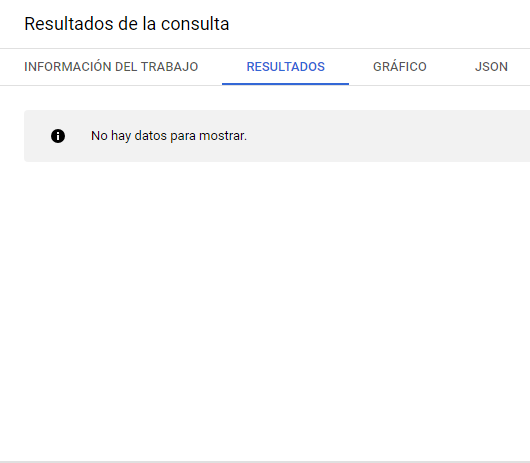 Resultados de la consulta
INFORMACIÓN DEL TRABAJO RESULTADOS GRÁFICO JSON
No hay datos para mostrar.